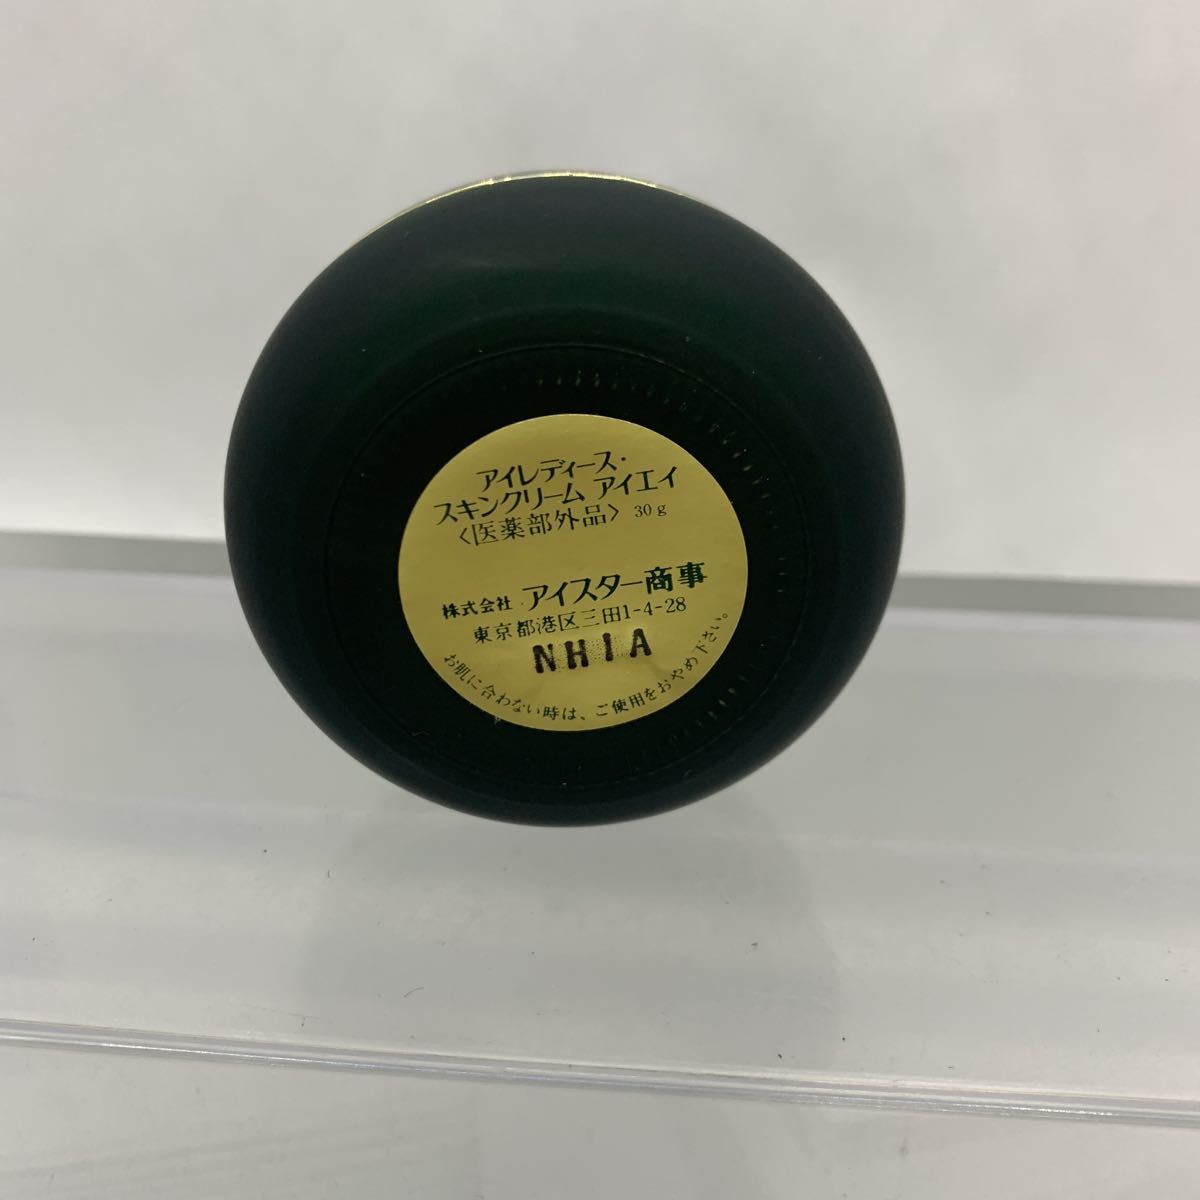 アイレディース・
スキンクリーム アイエイ
〈医薬部外品〉 30g
株式会社 アイスター商事
東京都港区三田1-4-28
NHIA
お肌に合わない時は、ご使用をおやめ下さい。